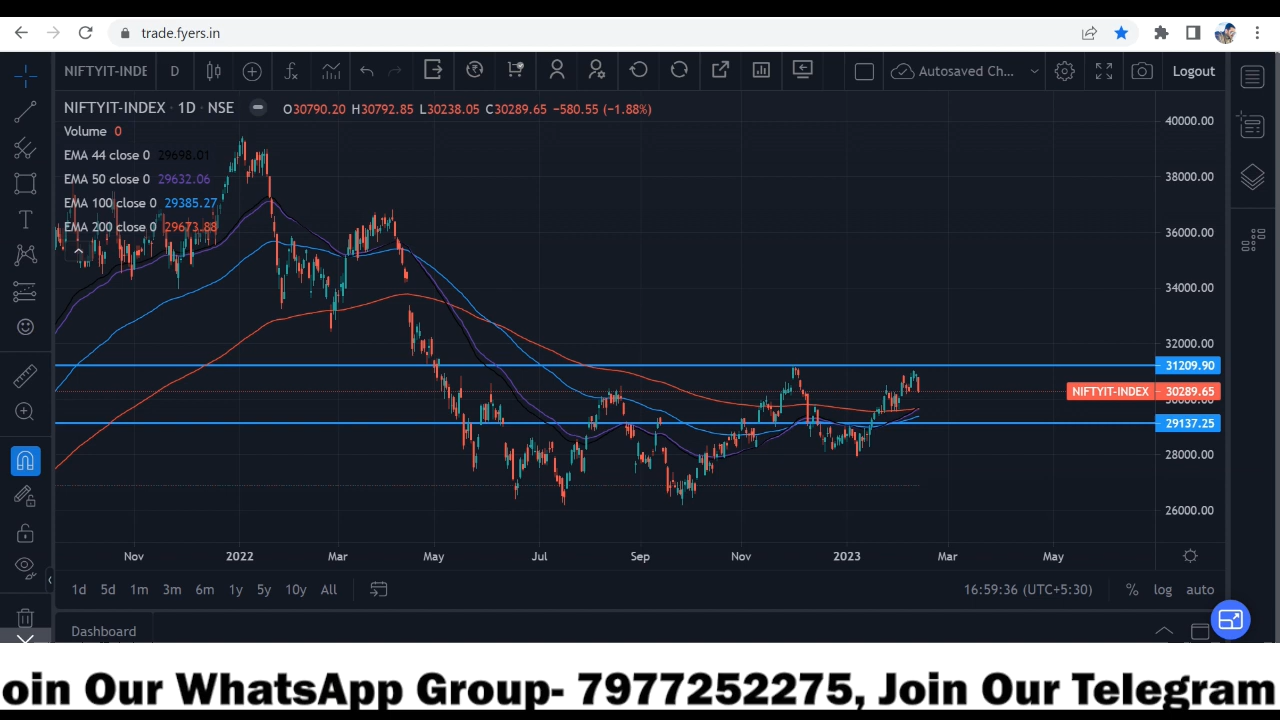 trade.fyers.in
NIFTYIT-INDE D Autosaved Ch... Logout
NIFTYIT-INDEX · 1D · NSE O30790.20 H30792.85 L30238.05 C30289.65 −580.55 (−1.88%)
Volume 0
EMA 44 close 0 29698.01
EMA 50 close 0 29632.06
EMA 100 close 0 29385.27
EMA 200 close 0 29673.88
40000.00
38000.00
36000.00
34000.00
32000.00
31209.90
NIFTYIT-INDEX 30289.65
30000.00
29137.25
28000.00
26000.00
Nov 2022 Mar May Jul Sep Nov 2023 Mar May
1d 5d 1m 3m 6m 1y 5y 10y All 16:59:36 (UTC+5:30) % log auto
Dashboard
oin Our WhatsApp Group- 7977252275, Join Our Telegram